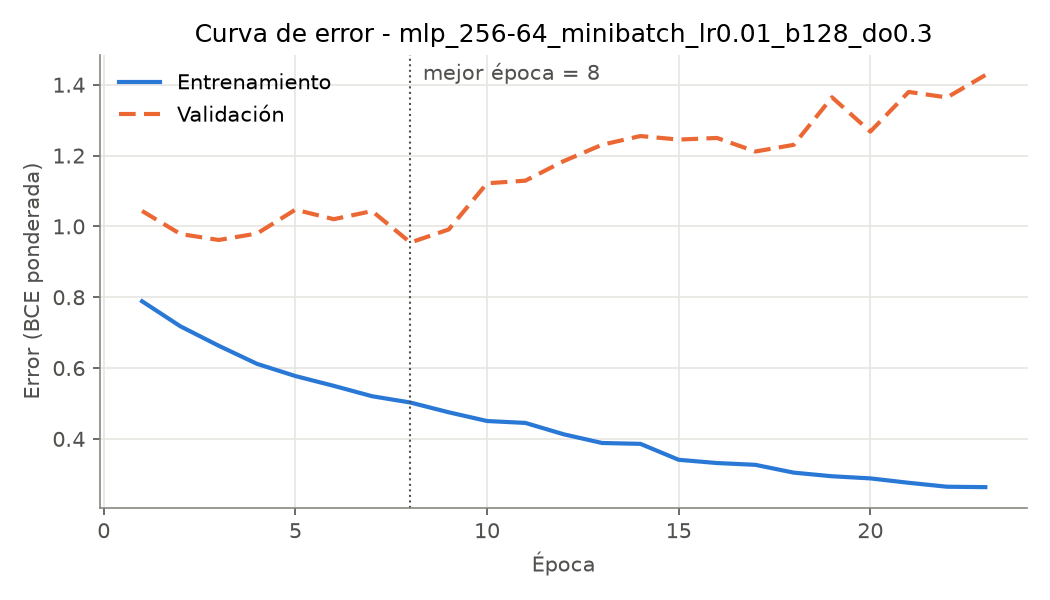 Curva de error - mlp_256-64_minibatch_lr0.01_b128_do0.3
Entrenamiento
Validación
mejor época = 8
Error (BCE ponderada)
1.4
1.2
1.0
0.8
0.6
0.4
0
5
10
15
20
Época